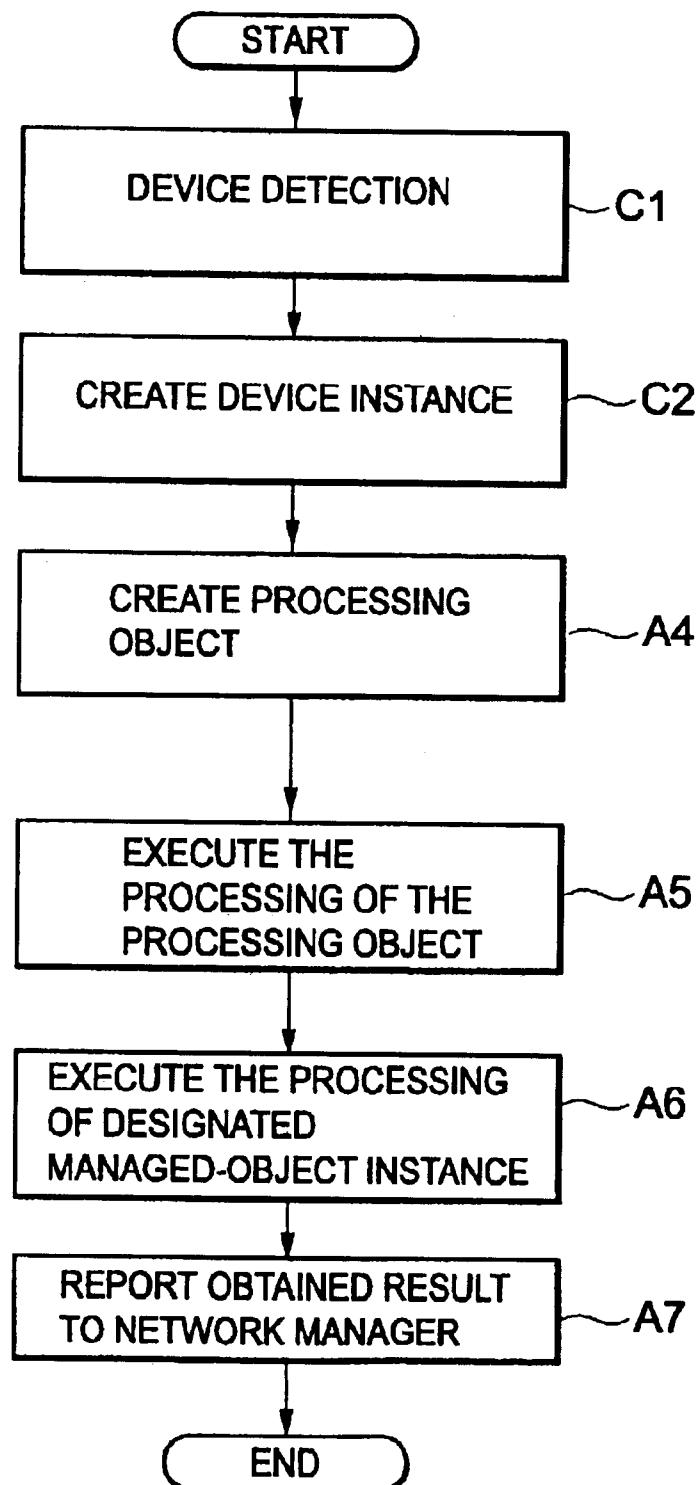 START
DEVICE DETECTION
C1
CREATE DEVICE INSTANCE
C2
CREATE PROCESSING
OBJECT
A4
EXECUTE THE
PROCESSING OF THE
PROCESSING OBJECT
A5
EXECUTE THE PROCESSING
OF DESIGNATED
MANAGED-OBJECT INSTANCE
A6
REPORT OBTAINED RESULT
TO NETWORK MANAGER
A7
END